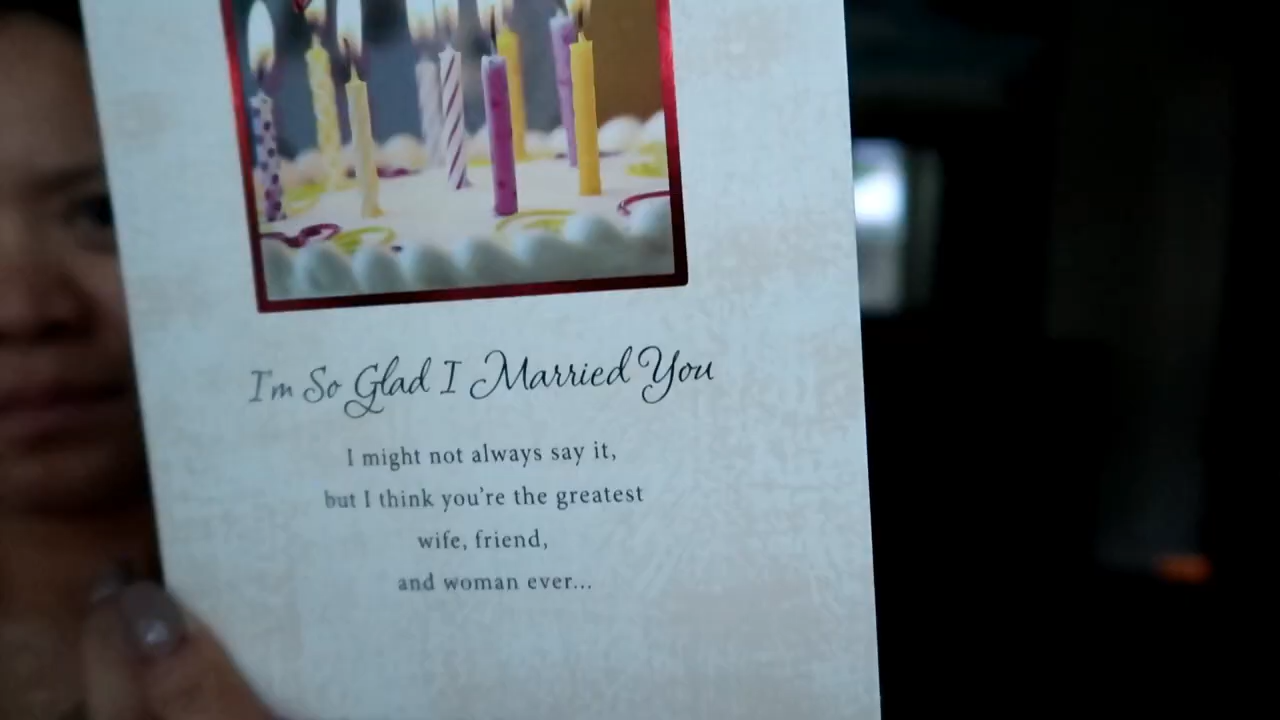 I'm So Glad I Married You
I might not always say it,
but I think you're the greatest
wife, friend,
and woman ever...